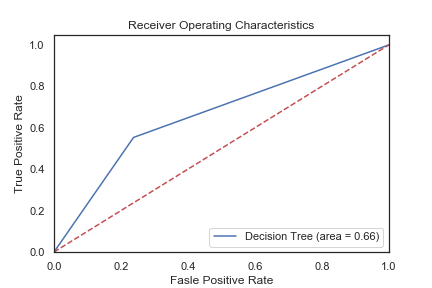 Receiver Operating Characteristics
1.0
0.8
0.6
0.4
0.2
0.0
True Positive Rate
Decision Tree (area = 0.66)
0.0 0.2 0.4 0.6 0.8 1.0
Fasle Positive Rate